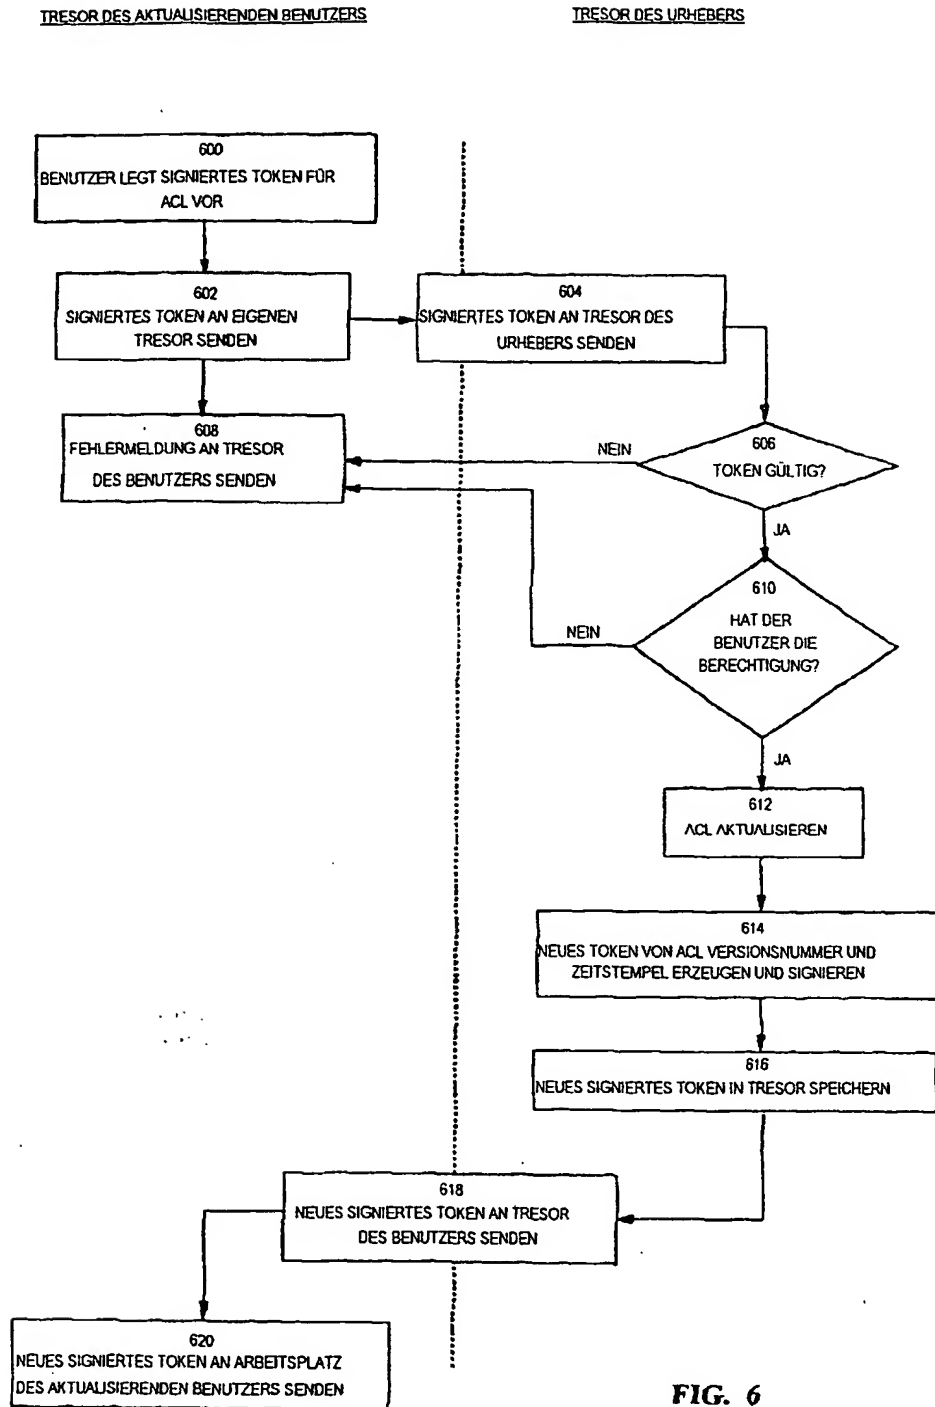 TRESOR DES AKTUALISIERENDEN BENUTZERS
TRESOR DES URHEBERS
600
BENUTZER LEGT SIGNIERTES TOKEN FÜR
ACL VOR
602
SIGNIERTES TOKEN AN EIGENEN
TRESOR SENDEN
604
SIGNIERTES TOKEN AN TRESOR DES
URHEBERS SENDEN
608
FEHLERMELDUNG AN TRESOR
DES BENUTZERS SENDEN
NEIN
606
TOKEN GÜLTIG?
JA
610
HAT DER
BENUTZER DIE
BERECHTIGUNG?
NEIN
JA
612
ACL AKTUALISIEREN
614
NEUES TOKEN VON ACL VERSIONSNUMMER UND
ZEITSTEMPEL ERZEUGEN UND SIGNIEREN
616
NEUES SIGNIERTES TOKEN IN TRESOR SPEICHERN
618
NEUES SIGNIERTES TOKEN AN TRESOR
DES BENUTZERS SENDEN
620
NEUES SIGNIERTES TOKEN AN ARBEITSPLATZ
DES AKTUALISIERENDEN BENUTZERS SENDEN
FIG. 6